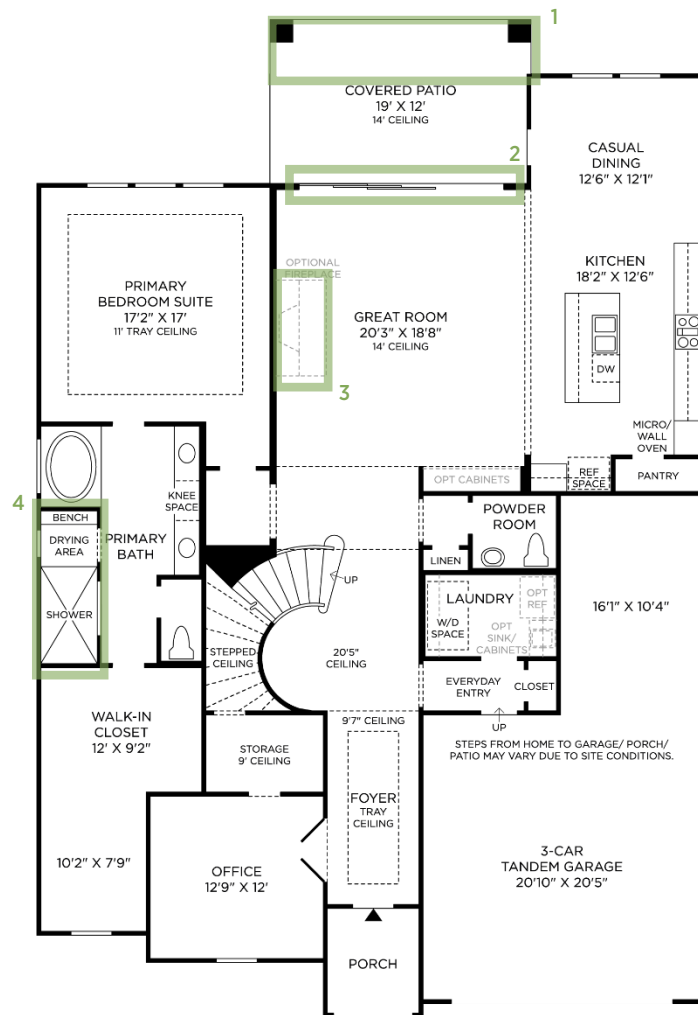 1
COVERED PATIO
19' X 12'
14' CEILING
2
CASUAL
DINING
12'6" X 12'1"
OPTIONAL
FIREPLACE
KITCHEN
18'2" X 12'6"
PRIMARY
BEDROOM SUITE
17'2" X 17'
11' TRAY CEILING
GREAT ROOM
20'3" X 18'8"
14' CEILING
DW
3
MICRO/
WALL
OVEN
OPT CABINETS
REF
SPACE
PANTRY
KNEE
SPACE
4
BENCH
DRYING
AREA
PRIMARY
BATH
POWDER
ROOM
LINEN
UP
SHOWER
LAUNDRY
OPT
REF
W/D
SPACE
OPT
SINK/
CABINETS
16'1" X 10'4"
STEPPED
CEILING
20'5"
CEILING
EVERYDAY
ENTRY
CLOSET
UP
WALK-IN
CLOSET
12' X 9'2"
9'7" CEILING
STORAGE
9' CEILING
STEPS FROM HOME TO GARAGE/ PORCH/
PATIO MAY VARY DUE TO SITE CONDITIONS.
FOYER
TRAY
CEILING
10'2" X 7'9"
OFFICE
12'9" X 12'
3-CAR
TANDEM GARAGE
20'10" X 20'5"
PORCH